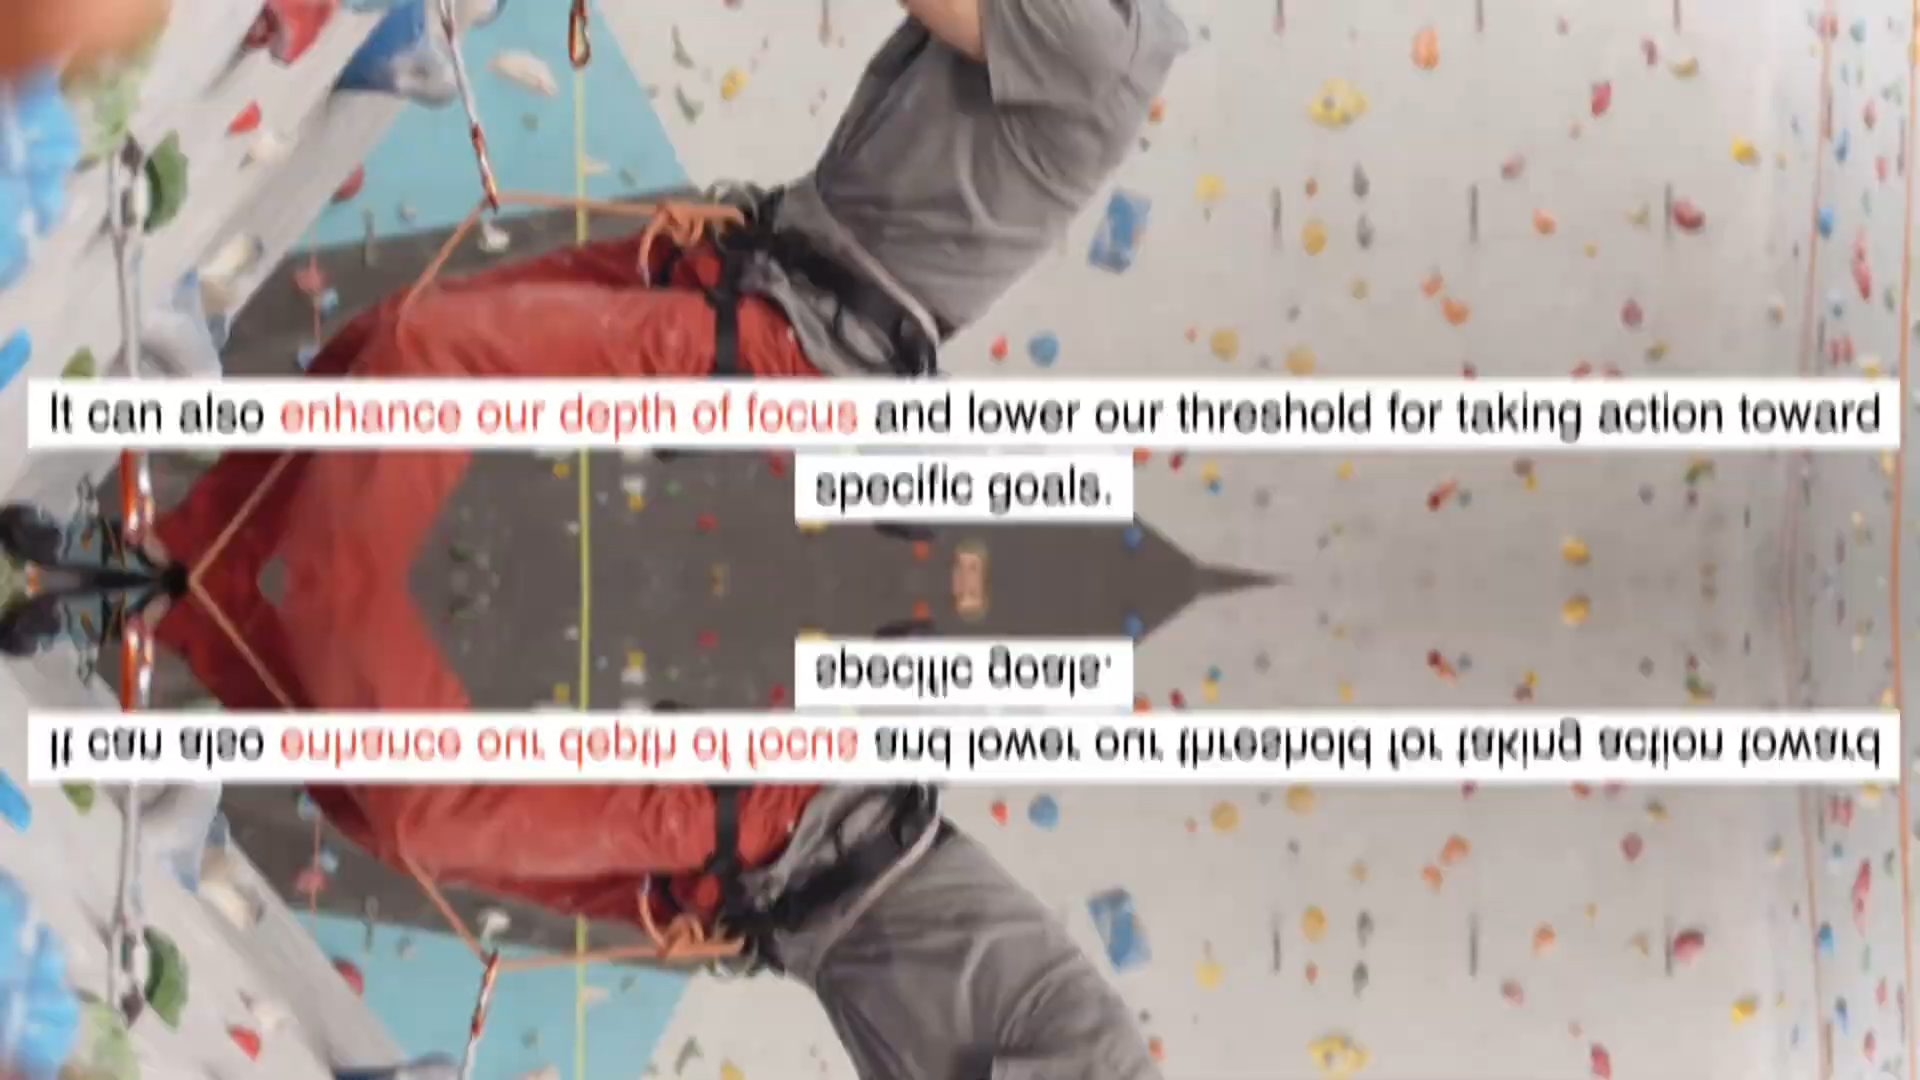 It can also enhance our depth of focus and lower our threshold for taking action toward
specific goals.
specific goals.
It can also enhance our depth of focus and lower our threshold for taking action toward